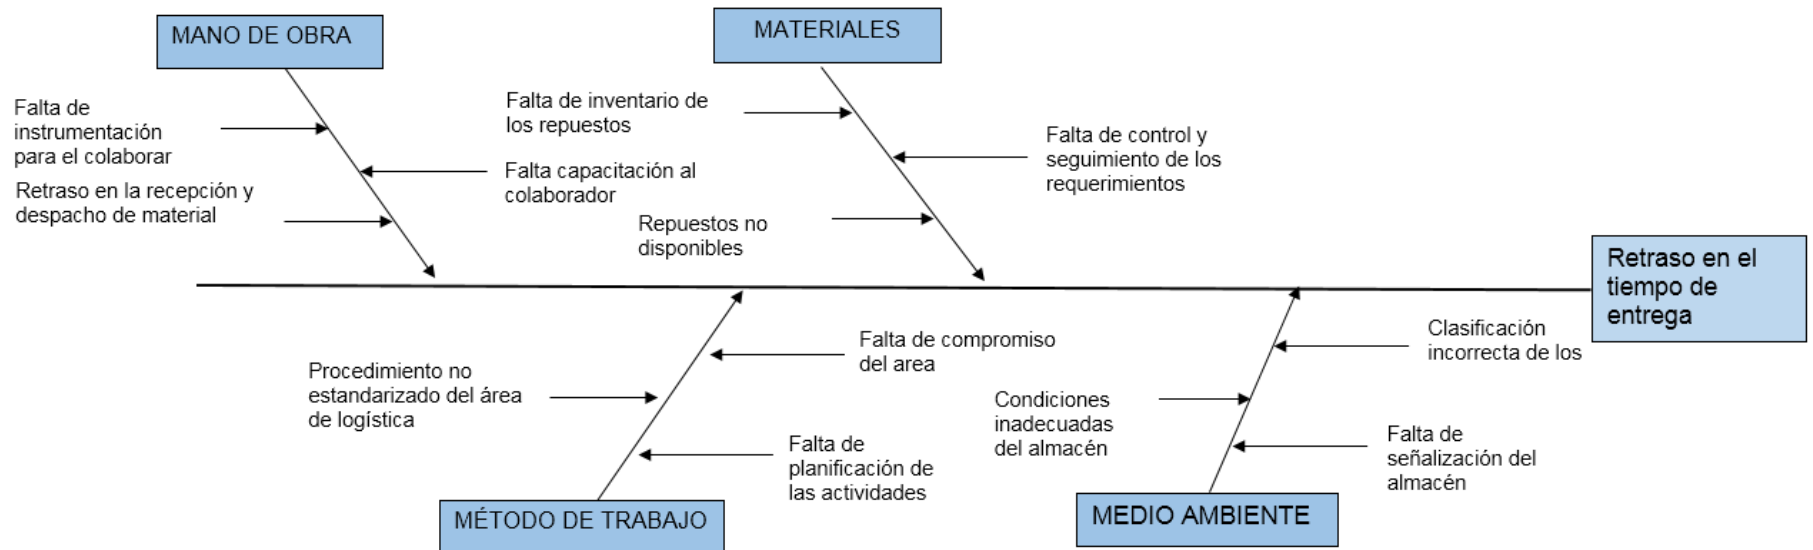 MANO DE OBRA
MATERIALES
Falta de
instrumentación
para el colaborar
Falta capacitación al
colaborador
Retraso en la recepción y
despacho de material
Falta de inventario de
los repuestos
Falta de control y
seguimiento de los
requerimientos
Repuestos no
disponibles
Retraso en el
tiempo de
entrega
Procedimiento no
estandarizado del área
de logística
Falta de compromiso
del area
Falta de
planificación de
las actividades
Clasificación
incorrecta de los
Condiciones
inadecuadas
del almacén
Falta de
señalización del
almacén
MÉTODO DE TRABAJO
MEDIO AMBIENTE